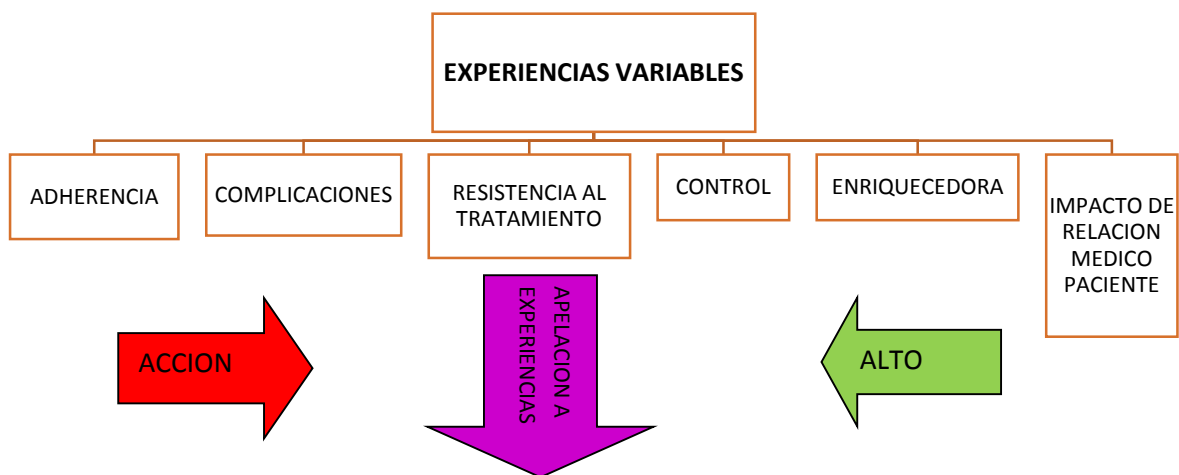 EXPERIENCIAS VARIABLES
ADHERENCIA
COMPLICACIONES
RESISTENCIA AL
TRATAMIENTO
CONTROL
ENRIQUECEDORA
IMPACTO DE
RELACION
MEDICO
PACIENTE
ACCION
APELACION A
EXPERIENCIAS
ALTO